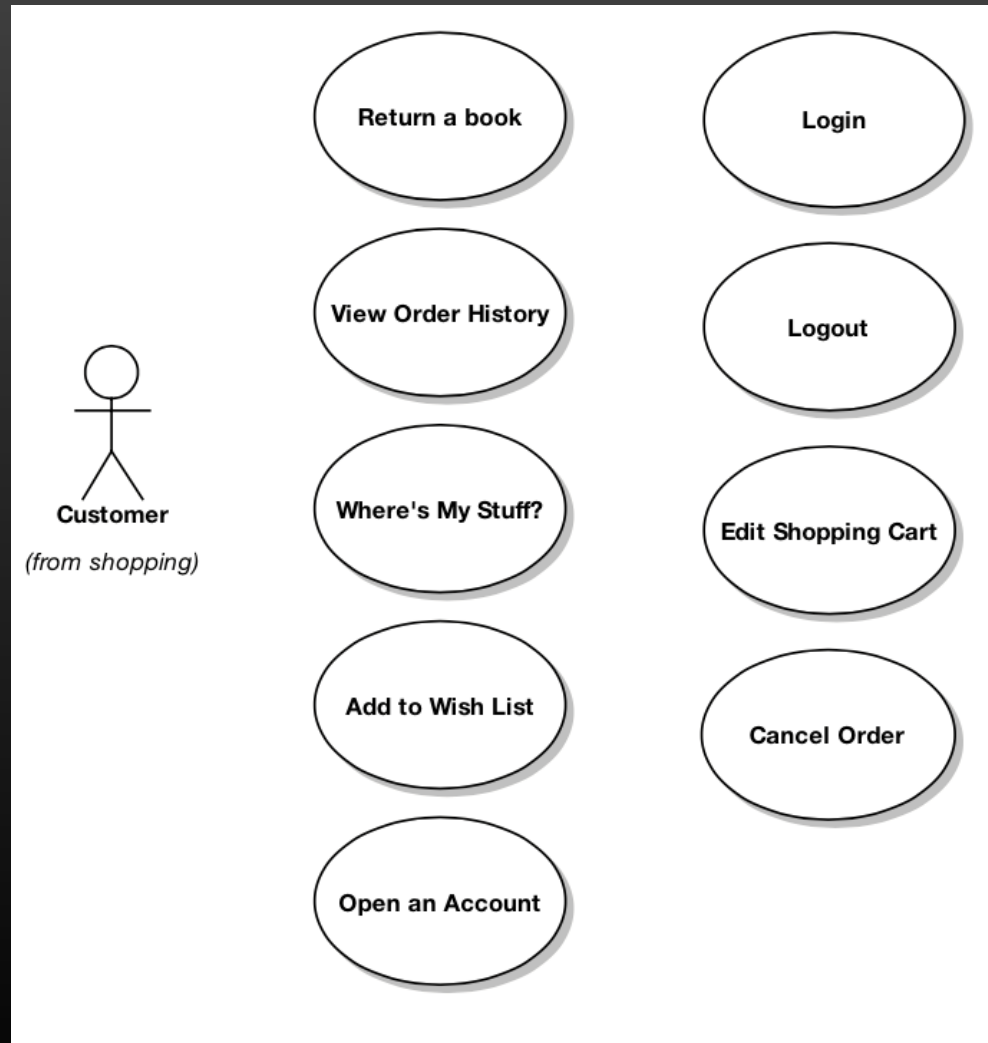 Return a book
Login
View Order History
Logout
Where's My Stuff?
Edit Shopping Cart
Customer
(from shopping)
Add to Wish List
Cancel Order
Open an Account